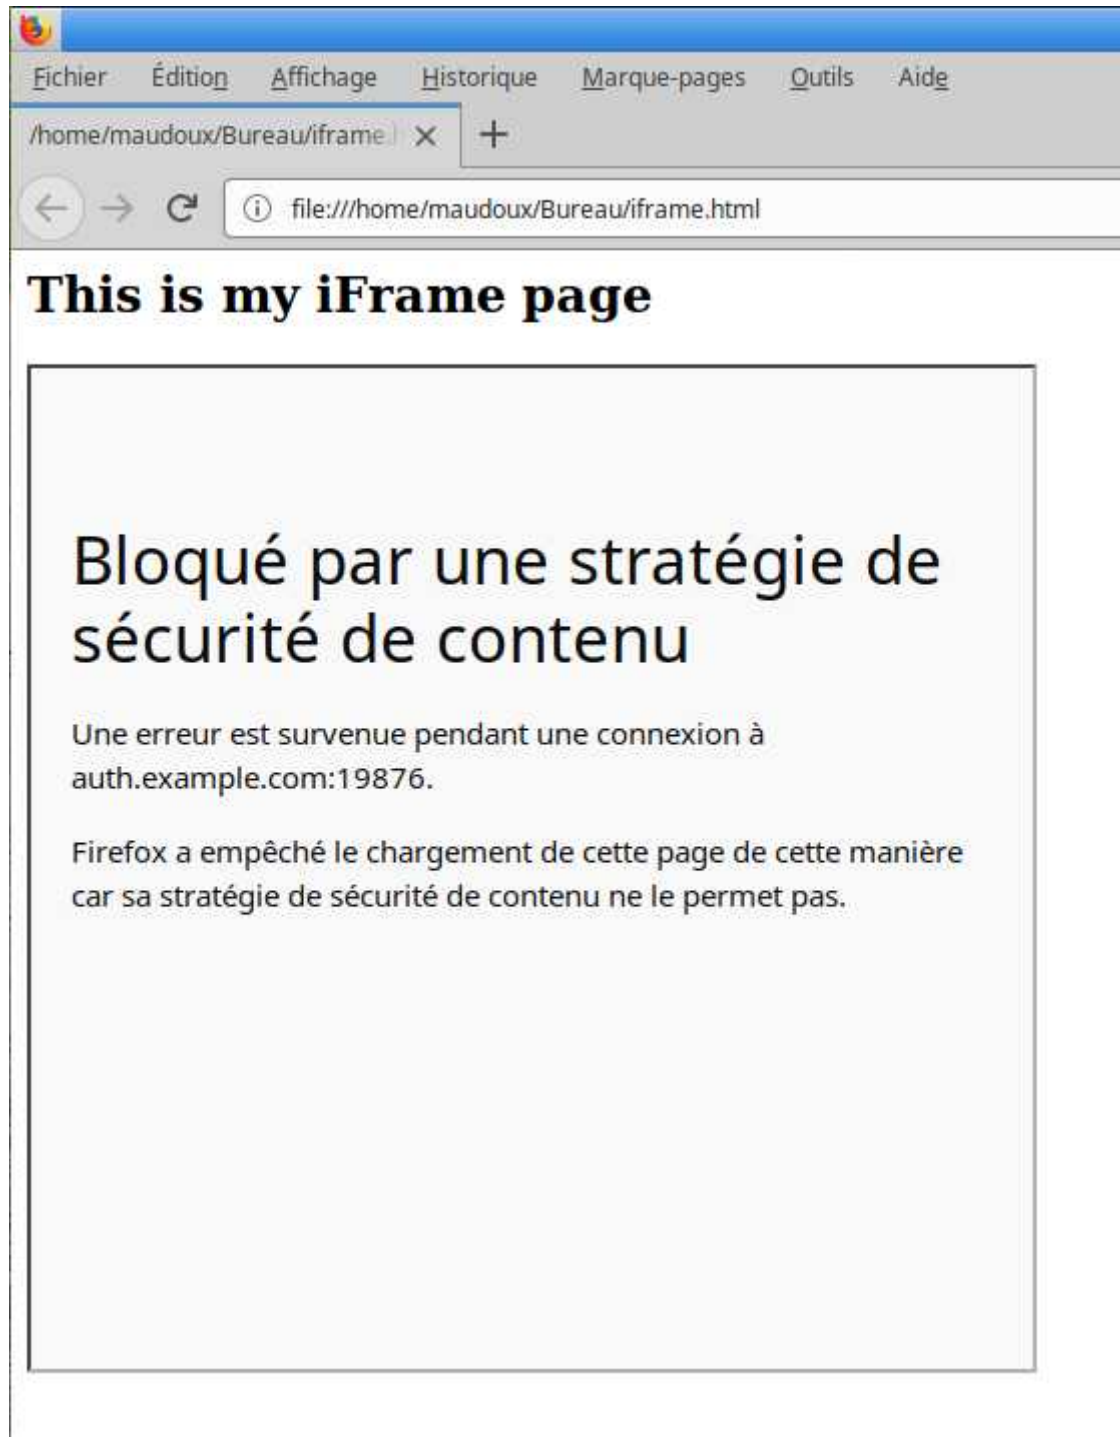 Fichier Édition Affichage Historique Marque-pages Outils Aide
/home/maudoux/Bureau/iframe.
file:///home/maudoux/Bureau/iframe.html
This is my iFrame page
Bloqué par une stratégie de
sécurité de contenu
Une erreur est survenue pendant une connexion à
auth.example.com:19876.
Firefox a empêché le chargement de cette page de cette manière
car sa stratégie de sécurité de contenu ne le permet pas.